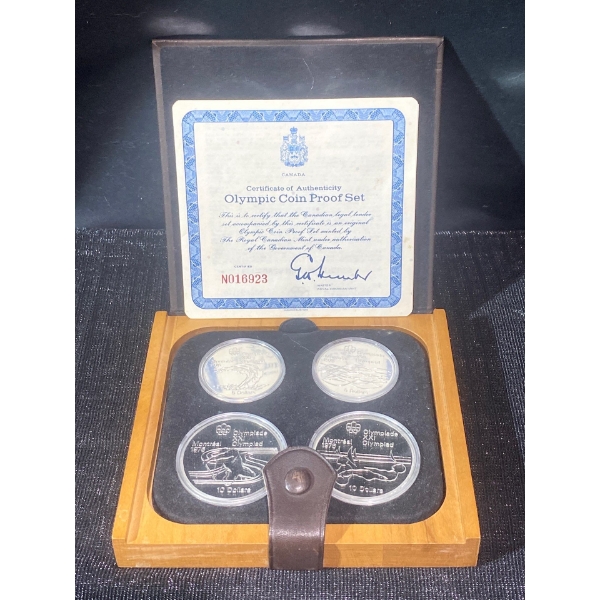 CANADA
Certificate of Authenticity
Olympic Coin Proof Set
This is to certify that the Canadian legal tender
set accompanied by this certificate is an original
Olympic Coin Proof Set minted by
The Royal Canadian Mint under authorization
of the Government of Canada.
N016923
Olympiade
XXI
Olympiad
Montréal
1976
10 Dollars
Olympiade
XXI
Olympiad
Montréal
1976
10 Dollars